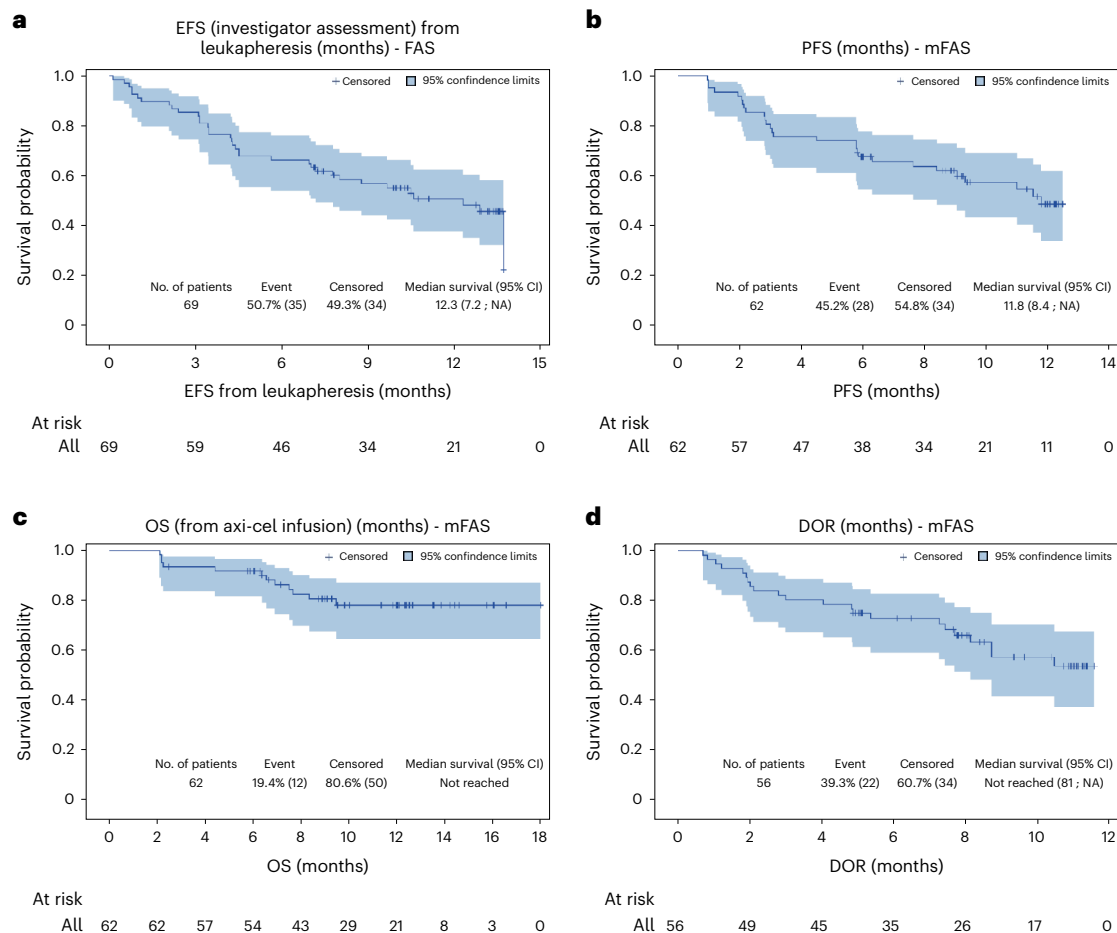 a
EFS (investigator assessment) from
leukapheresis (months) - FAS
Survival probability
1.0
0.8
0.6
0.4
0.2
0
Censored
95% confindence limits
No. of patients Event Censored Median survival (95% CI)
69 50.7% (35) 49.3% (34) 12.3 (7.2 ; NA)
0 3 6 9 12 15
EFS from leukapheresis (months)
At risk
All 69 59 46 34 21 0
b
PFS (months) - mFAS
Survival probability
1.0
0.8
0.6
0.4
0.2
0
Censored
95% confindence limits
No. of patients Event Censored Median survival (95% CI)
62 45.2% (28) 54.8% (34) 11.8 (8.4 ; NA)
0 2 4 6 8 10 12 14
PFS (months)
At risk
All 62 57 47 38 34 21 11 0
c
OS (from axi-cel infusion) (months) - mFAS
Survival probability
1.0
0.8
0.6
0.4
0.2
0
Censored
95% confindence limits
No. of patients Event Censored Median survival (95% CI)
62 19.4% (12) 80.6% (50) Not reached
0 2 4 6 8 10 12 14 16 18
OS (months)
At risk
All 62 62 57 54 43 29 21 8 3 0
d
DOR (months) - mFAS
Survival probability
1.0
0.8
0.6
0.4
0.2
0
Censored
95% confindence limits
No. of patients Event Censored Median survival (95% CI)
56 39.3% (22) 60.7% (34) Not reached (81 ; NA)
0 2 4 6 8 10 12
DOR (months)
At risk
All 56 49 45 35 26 17 0